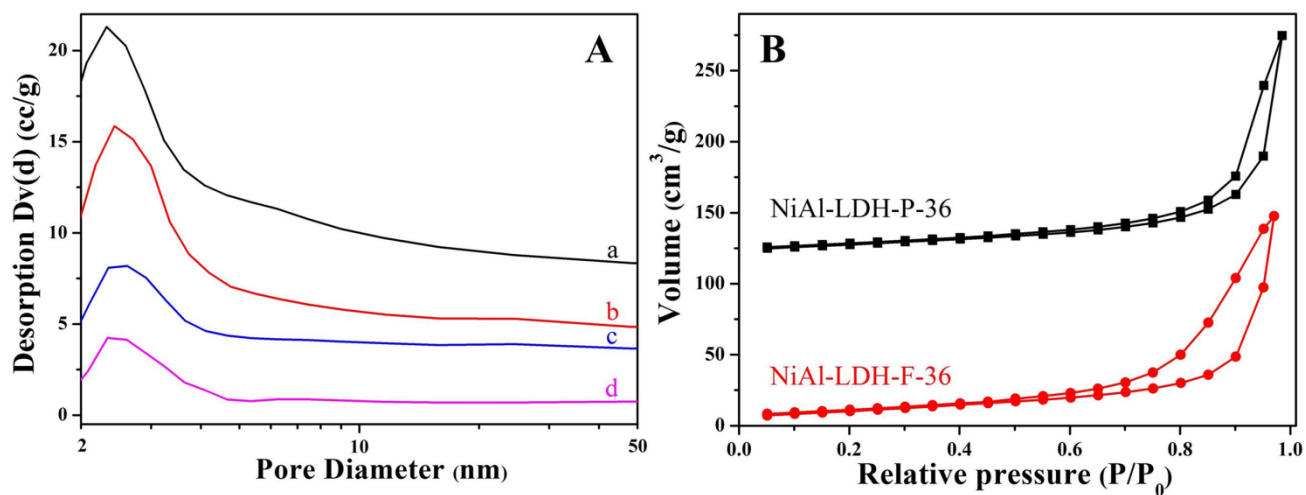 A
Desorption Dv(d) (cc/g)
20
15
10
5
0
a
b
c
d
2
10
50
Pore Diameter (nm)
B
Volume (cm³/g)
250
200
150
100
50
0
NiAl-LDH-P-36
NiAl-LDH-F-36
0.0 0.2 0.4 0.6 0.8 1.0
Relative pressure (P/P₀)